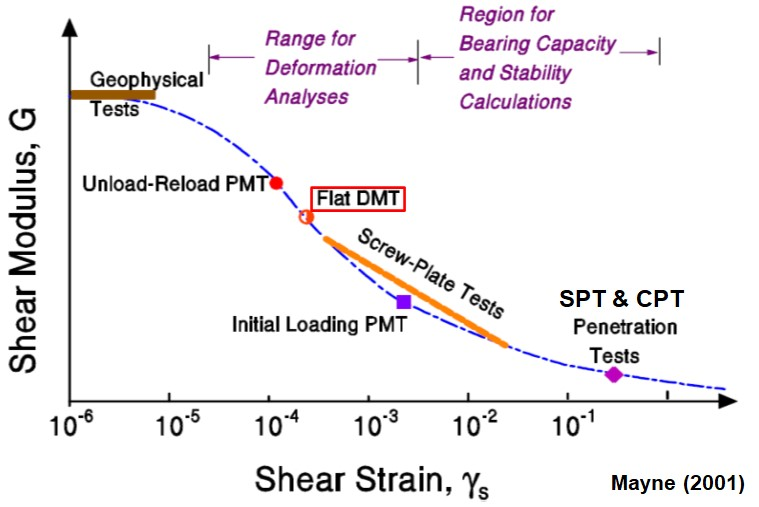 Range for
Deformation
Analyses
Region for
Bearing Capacity
and Stability
Calculations
Geophysical
Tests
Unload-Reload PMT
Flat DMT
Screw-Plate Tests
Initial Loading PMT
SPT & CPT
Penetration
Tests
Shear Modulus, G
10-6 10-5 10-4 10-3 10-2 10-1
Shear Strain, γs
Mayne (2001)